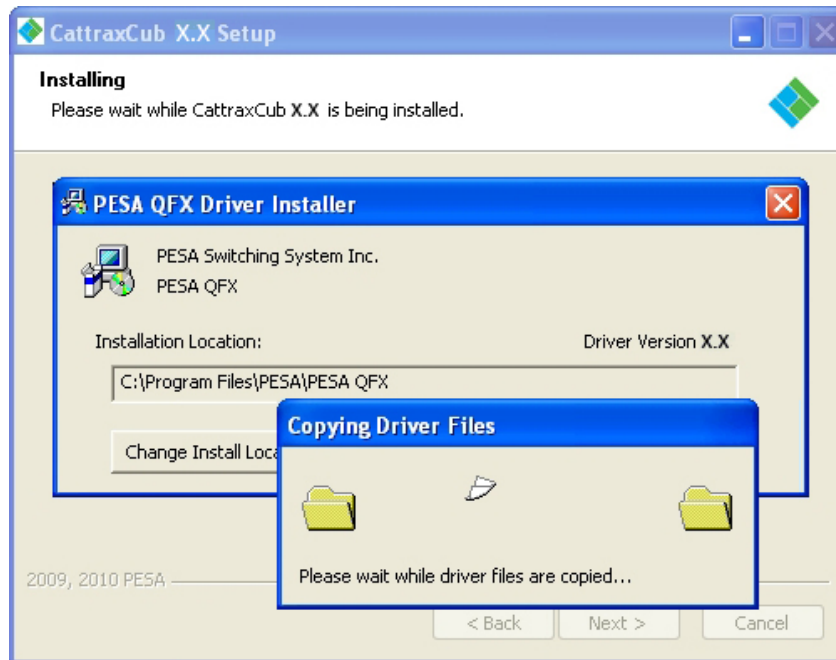 CattraxCub X.X Setup
Installing
Please wait while CattraxCub X.X is being installed.
PESA QFX Driver Installer
PESA Switching System Inc.
PESA QFX
Installation Location:
Driver Version X.X
C:\Program Files\PESA\PESA QFX
Change Install Loca
Copying Driver Files
Please wait while driver files are copied...
2009, 2010 PESA
< Back
Next >
Cancel